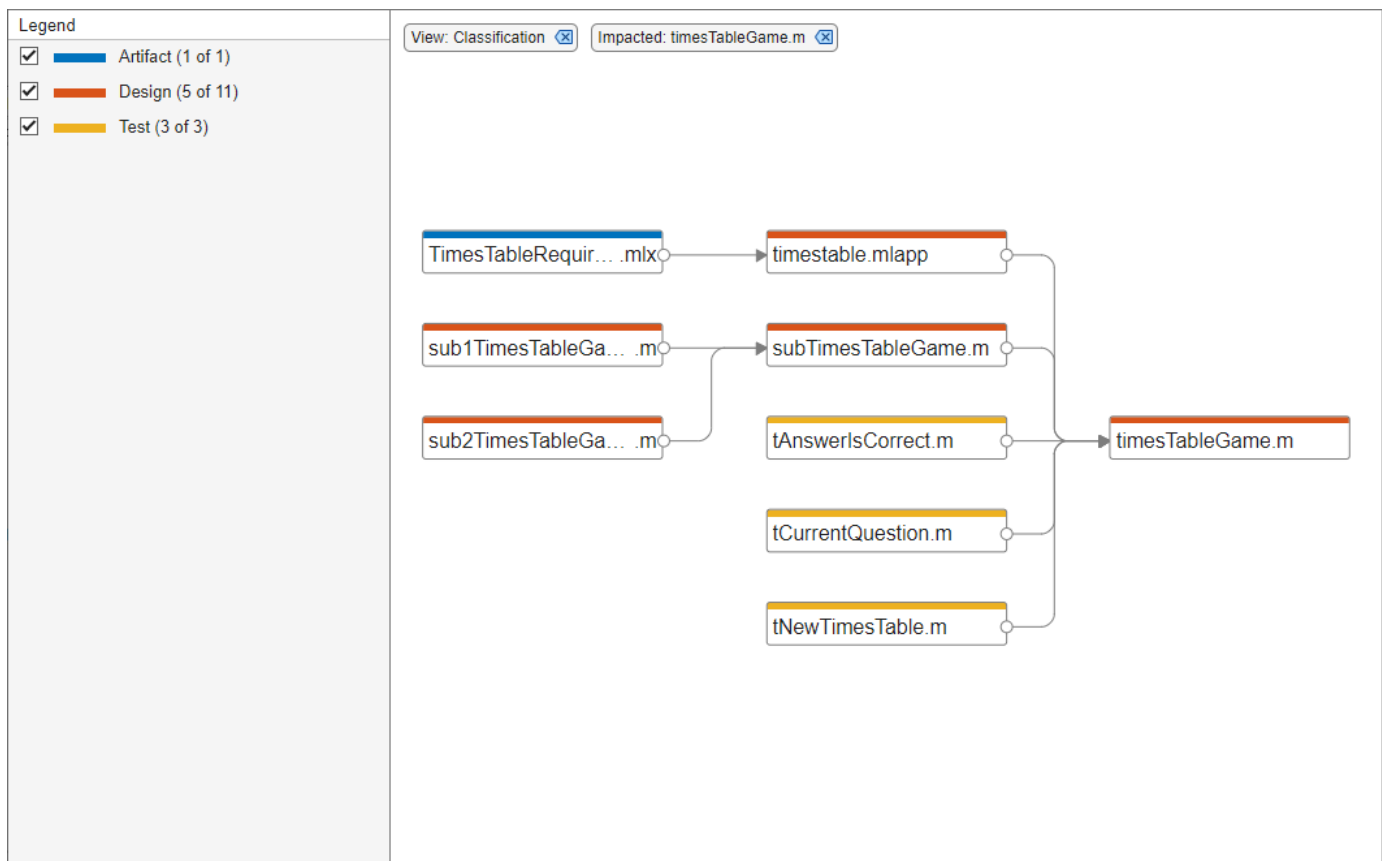 Legend
Artifact (1 of 1)
Design (5 of 11)
Test (3 of 3)
View: Classification
Impacted: timesTableGame.m
TimesTableRequir... .mlx
timestable.mlapp
sub1TimesTableGa... .m
subTimesTableGame.m
sub2TimesTableGa... .m
tAnswerIsCorrect.m
timesTableGame.m
tCurrentQuestion.m
tNewTimesTable.m